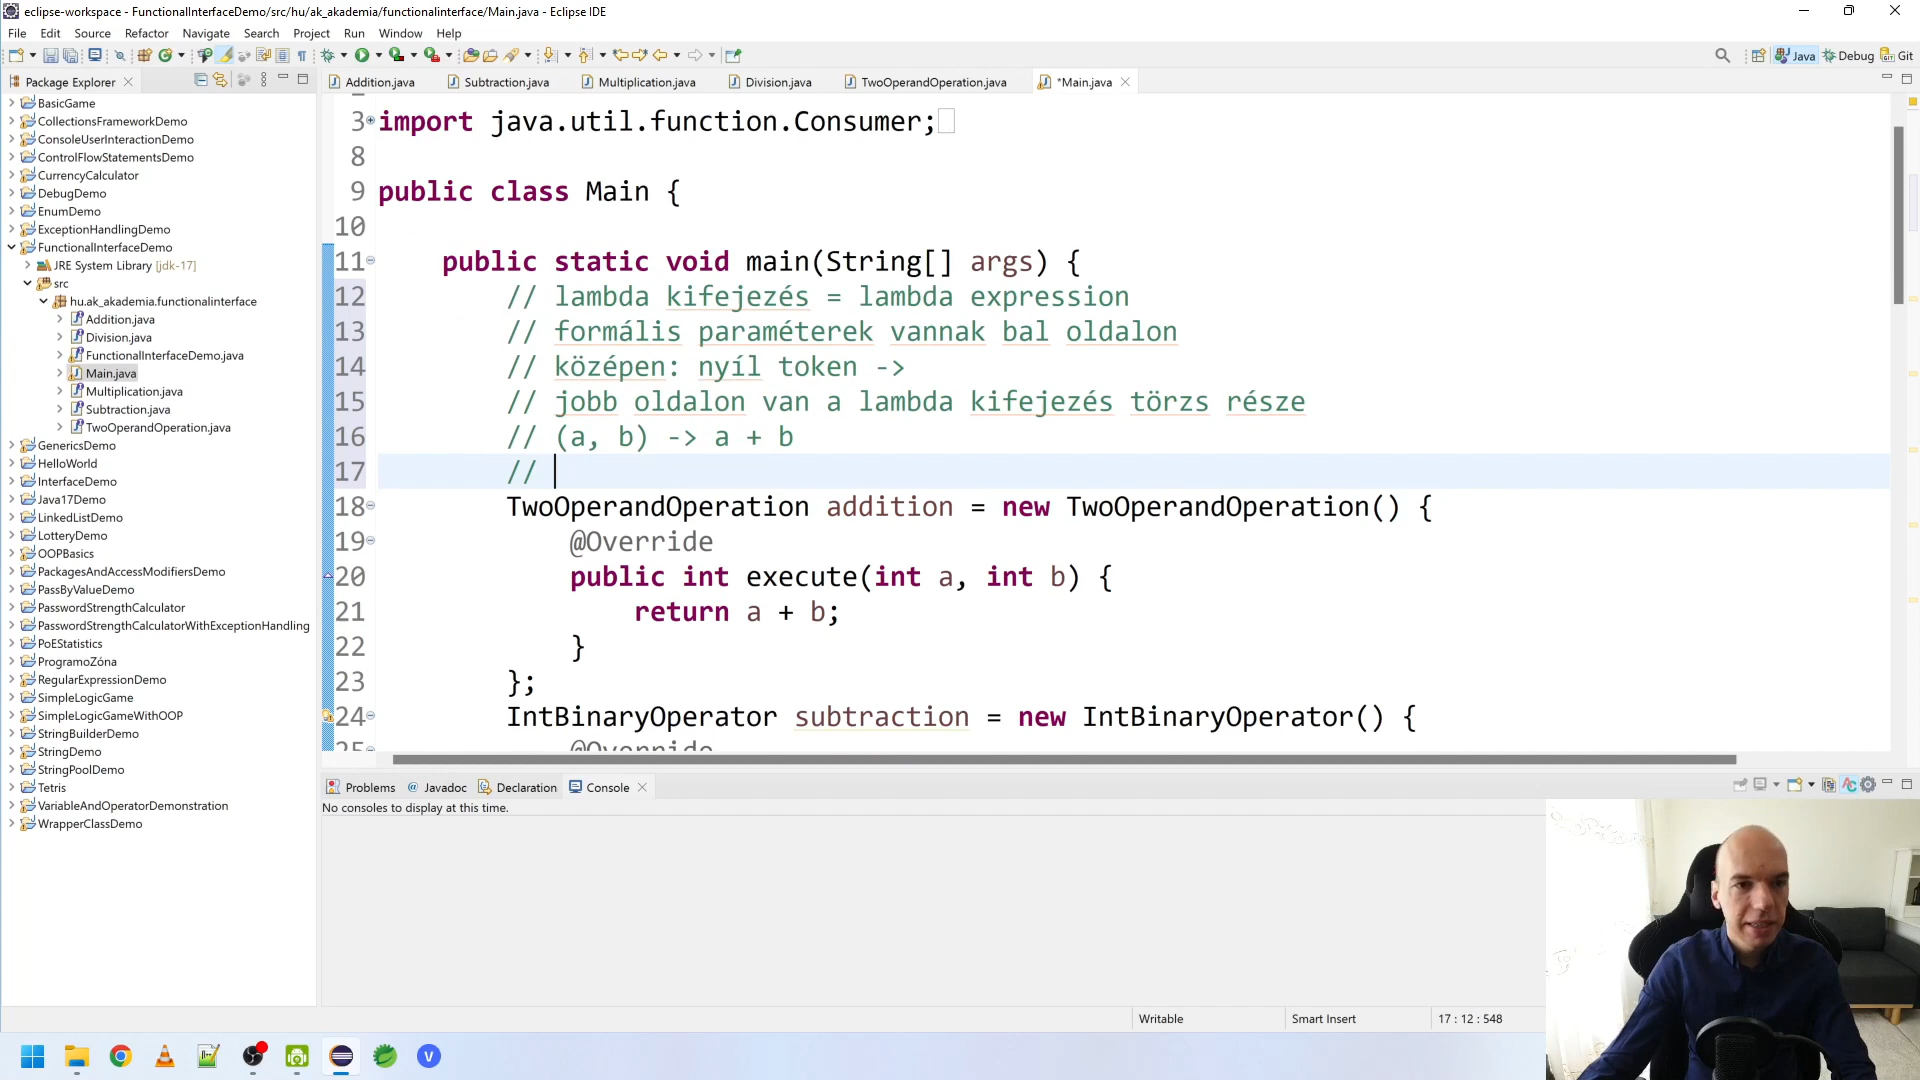 eclipse-workspace - FunctionalInterfaceDemo/src/hu/ak_akademia/functionalinterface/Main.java - Eclipse IDE
File Edit Source Refactor Navigate Search Project Run Window Help
Java Debug Git
Package Explorer
Addition.java Subtraction.java Multiplication.java Division.java TwoOperandOperation.java *Main.java
BasicGame
CollectionsFrameworkDemo
ConsoleUserInteractionDemo
ControlFlowStatementsDemo
CurrencyCalculator
DebugDemo
EnumDemo
ExceptionHandlingDemo
FunctionalInterfaceDemo
JRE System Library [jdk-17]
src
hu.ak_akademia.functionalinterface
Addition.java
Division.java
FunctionalInterfaceDemo.java
Main.java
Multiplication.java
Subtraction.java
TwoOperandOperation.java
GenericsDemo
HelloWorld
InterfaceDemo
Java17Demo
LinkedListDemo
LotteryDemo
OOPBasics
PackagesAndAccessModifiersDemo
PassByValueDemo
PasswordStrengthCalculator
PasswordStrengthCalculatorWithExceptionHandling
PoEStatistics
ProgramoZóna
RegularExpressionDemo
SimpleLogicGame
SimpleLogicGameWithOOP
StringBuilderDemo
StringDemo
StringPoolDemo
Tetris
VariableAndOperatorDemonstration
WrapperClassDemo
3 import java.util.function.Consumer;
8
9 public class Main {
10
11 public static void main(String[] args) {
12 // lambda kifejezés = lambda expression
13 // formális paraméterek vannak bal oldalon
14 // középen: nyíl token ->
15 // jobb oldalon van a lambda kifejezés törzs része
16 // (a, b) -> a + b
17 //
18 TwoOperandOperation addition = new TwoOperandOperation() {
19 @Override
20 public int execute(int a, int b) {
21 return a + b;
22 }
23 };
24 IntBinaryOperator subtraction = new IntBinaryOperator() {
25 @Override
Problems Javadoc Declaration Console
No consoles to display at this time.
Writable Smart Insert 17 : 12 : 548